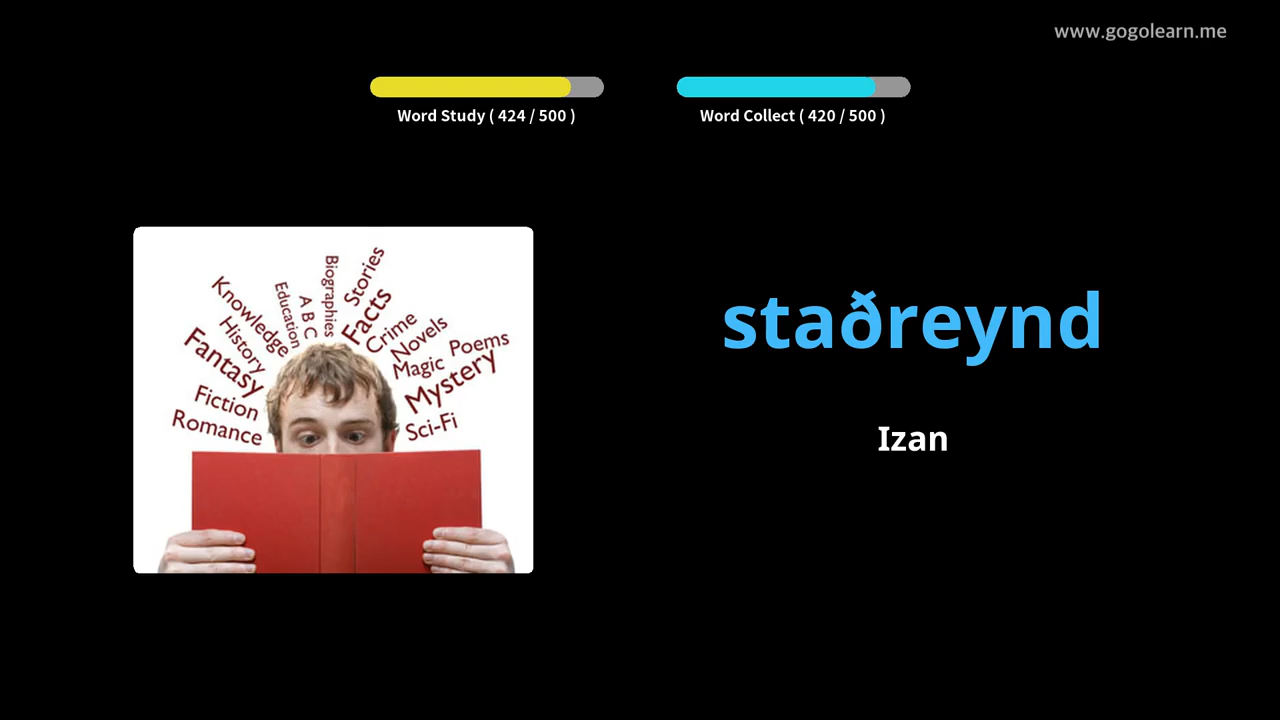 www.gogolearn.me
Word Study ( 424 / 500 )
Word Collect ( 420 / 500 )
Knowledge
Education
A B C
Biographies
Stories
Facts
Crime
Novels
Poems
Magic
Mystery
Sci-Fi
History
Fantasy
Fiction
Romance
staðreynd
Izan